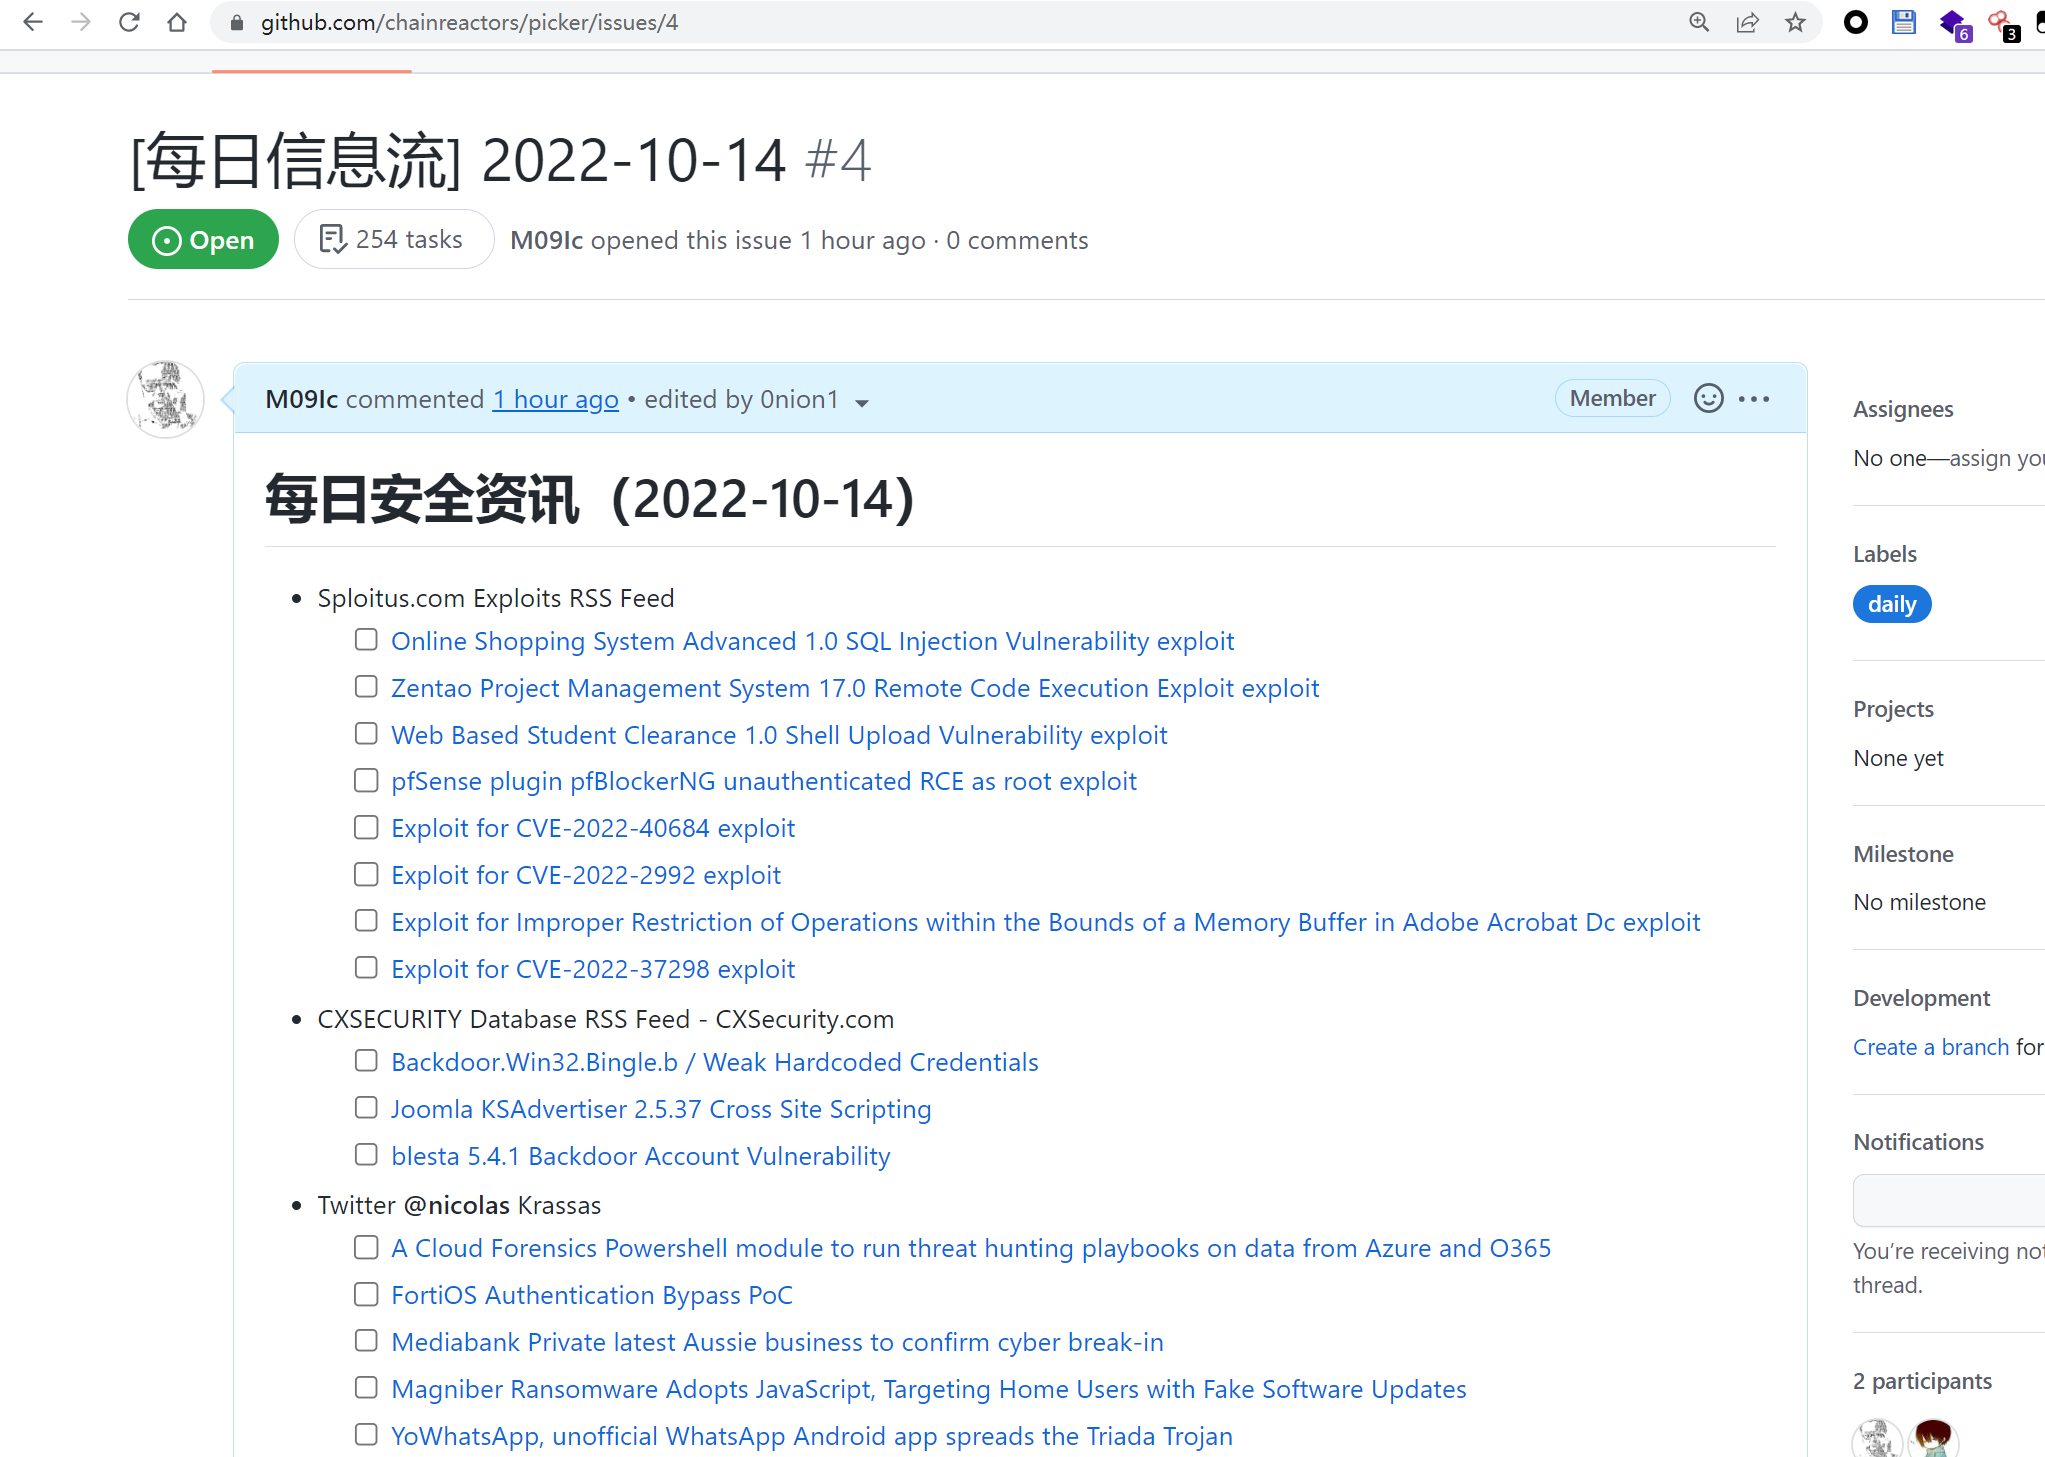 github.com/chainreactors/picker/issues/4
6
3
[每日信息流] 2022-10-14 #4
Open
254 tasks
M09Ic opened this issue 1 hour ago · 0 comments
M09Ic commented 1 hour ago • edited by 0nion1
Member
每日安全资讯（2022-10-14）
• Sploitus.com Exploits RSS Feed
Online Shopping System Advanced 1.0 SQL Injection Vulnerability exploit
Zentao Project Management System 17.0 Remote Code Execution Exploit exploit
Web Based Student Clearance 1.0 Shell Upload Vulnerability exploit
pfSense plugin pfBlockerNG unauthenticated RCE as root exploit
Exploit for CVE-2022-40684 exploit
Exploit for CVE-2022-2992 exploit
Exploit for Improper Restriction of Operations within the Bounds of a Memory Buffer in Adobe Acrobat Dc exploit
Exploit for CVE-2022-37298 exploit
• CXSECURITY Database RSS Feed - CXSecurity.com
Backdoor.Win32.Bingle.b / Weak Hardcoded Credentials
Joomla KSAdvertiser 2.5.37 Cross Site Scripting
blesta 5.4.1 Backdoor Account Vulnerability
• Twitter @nicolas Krassas
A Cloud Forensics Powershell module to run threat hunting playbooks on data from Azure and O365
FortiOS Authentication Bypass PoC
Mediabank Private latest Aussie business to confirm cyber break-in
Magniber Ransomware Adopts JavaScript, Targeting Home Users with Fake Software Updates
YoWhatsApp, unofficial WhatsApp Android app spreads the Triada Trojan
Assignees
No one—assign
Labels
daily
Projects
None yet
Milestone
No milestone
Development
Create a branch for
Notifications
You're receiving
thread.
2 participants